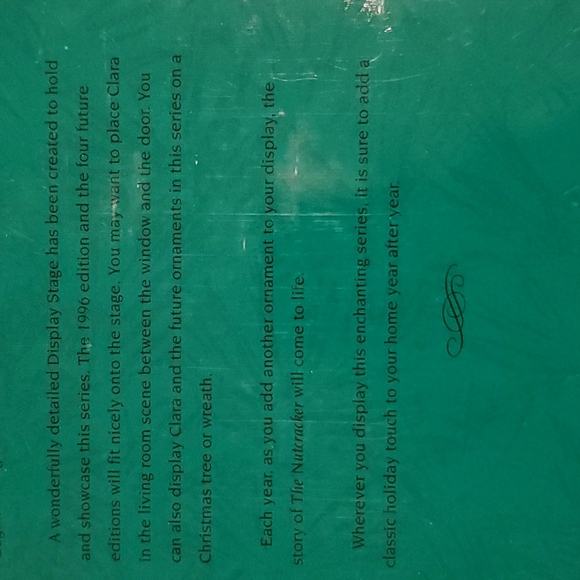 A wonderfully detailed Display Stage has been created to hold
and showcase this series. The 1996 edition and the four future
editions will fit nicely onto the stage. You may want to place Clara
in the living room scene between the window and the door. You
can also display Clara and the future ornaments in this series on a
Christmas tree or wreath.
Each year, as you add another ornament to your display, the
story of The Nutcracker will come to life.
Wherever you display this enchanting series, it is sure to add a
classic holiday touch to your home year after year.